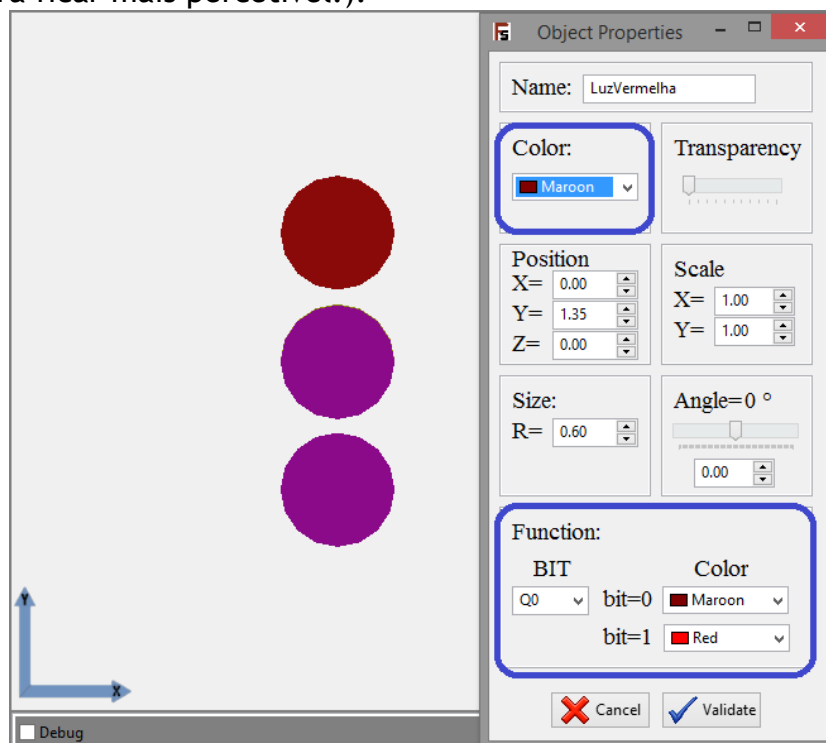 Object Properties
Name: LuzVermelha
Color:
Maroon
Transparency
Position
X= 0.00
Y= 1.35
Z= 0.00
Scale
X= 1.00
Y= 1.00
Size:
R= 0.60
Angle=0 °
0.00
Function:
BIT Color
Q0 bit=0 Maroon
bit=1 Red
Cancel Validate
Y
X
Debug